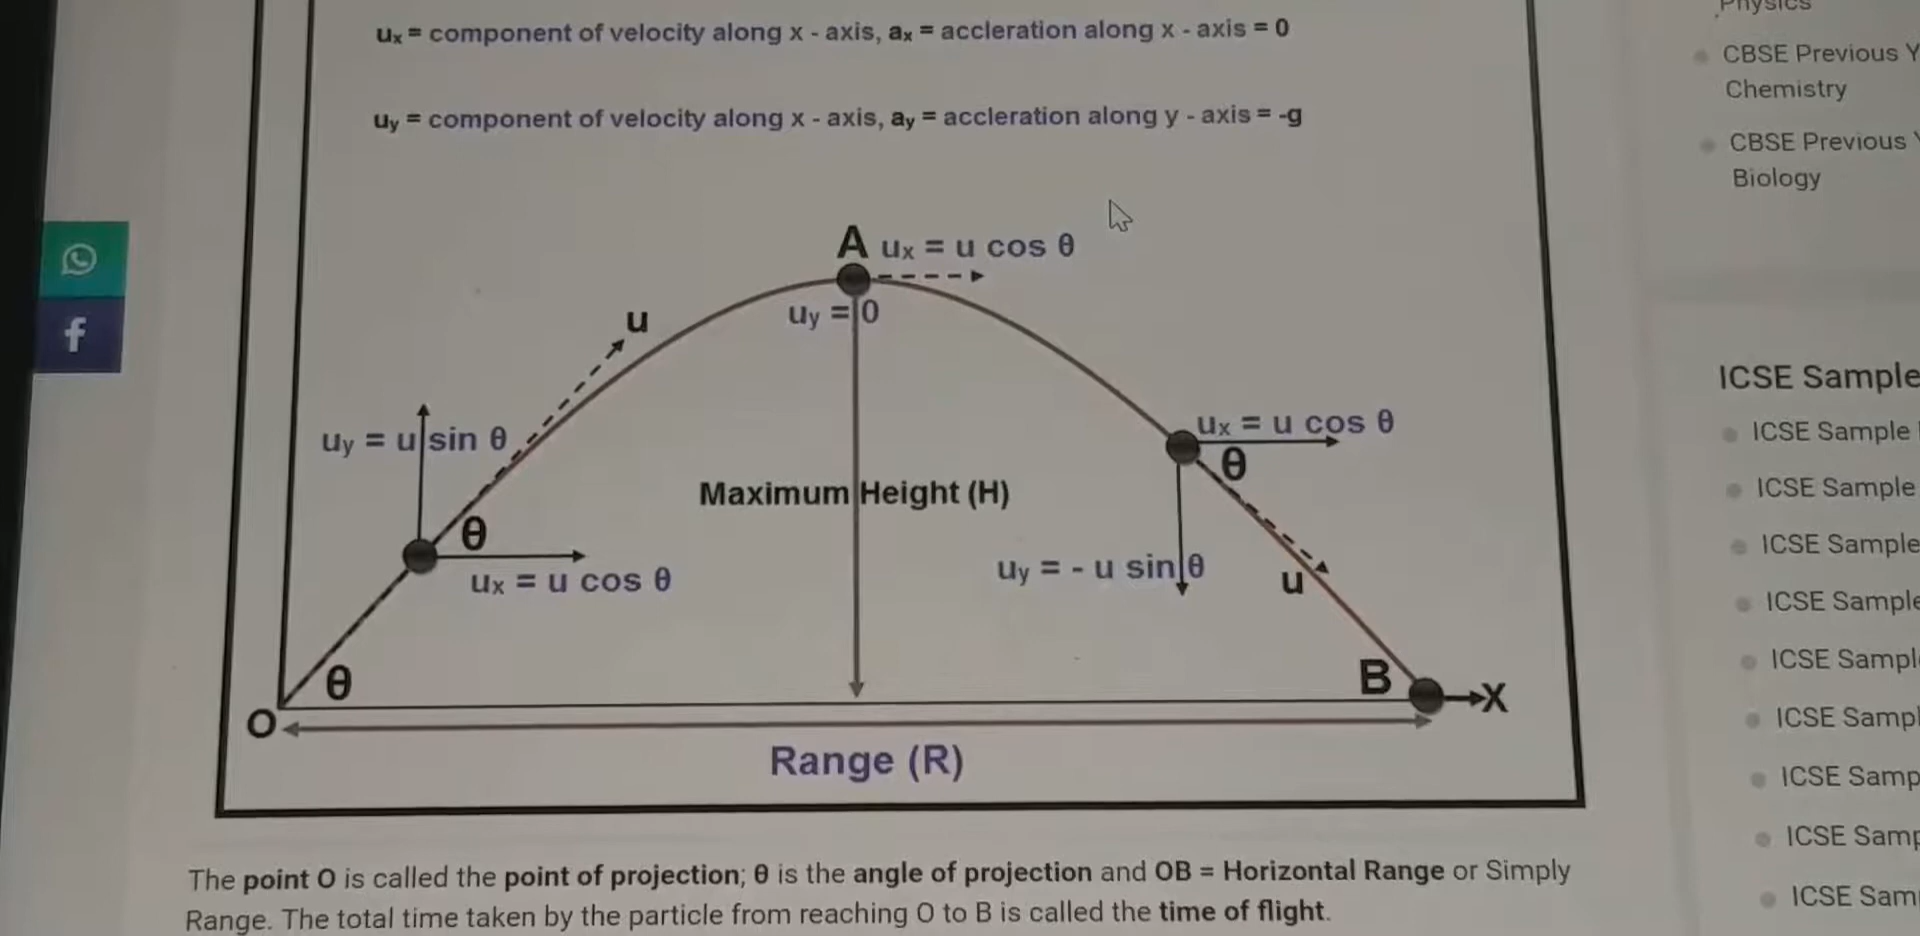 uₓ = component of velocity along x - axis, aₓ = accleration along x - axis = 0
uy = component of velocity along x - axis, ay = accleration along y - axis = -g
A uₓ = u cos θ
uy = 0
u
uy = u sin θ
θ
uₓ = u cos θ
Maximum Height (H)
uₓ = u cos θ
θ
uy = - u sin θ
u
θ
B
X
O
Range (R)
The point O is called the point of projection; θ is the angle of projection and OB = Horizontal Range or Simply
Range. The total time taken by the particle from reaching O to B is called the time of flight.
Physics
CBSE Previous Y
Chemistry
CBSE Previous
Biology
ICSE Sample
ICSE Sample
ICSE Sample
ICSE Sample
ICSE Sample
ICSE Sampl
ICSE Sampl
ICSE Samp
ICSE Samp
ICSE Sam